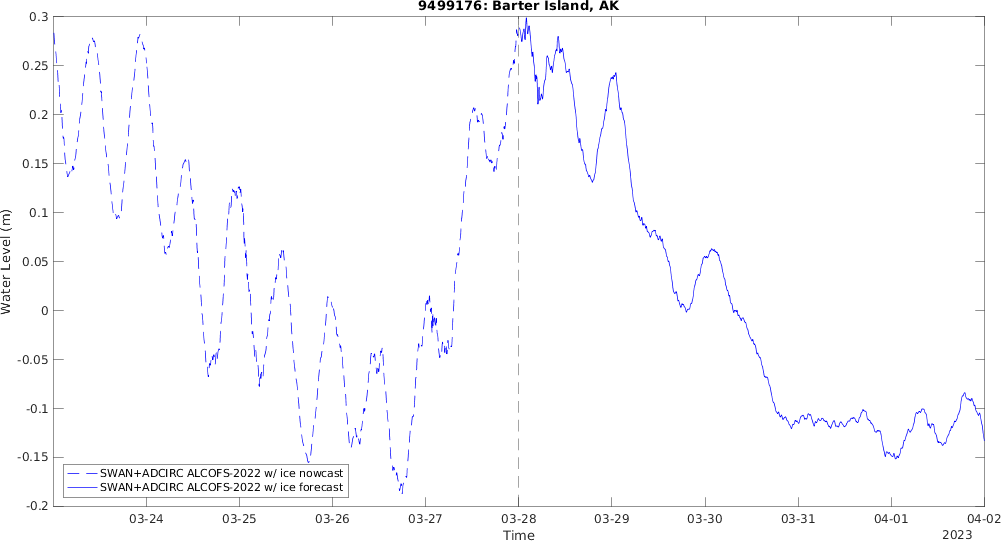 9499176: Barter Island, AK
Water Level (m)
0.3
0.25
0.2
0.15
0.1
0.05
0
-0.05
-0.1
-0.15
-0.2
SWAN+ADCIRC ALCOFS-2022 w/ ice nowcast
SWAN+ADCIRC ALCOFS-2022 w/ ice forecast
03-24 03-25 03-26 03-27 03-28 03-29 03-30 03-31 04-01 04-02
Time
2023